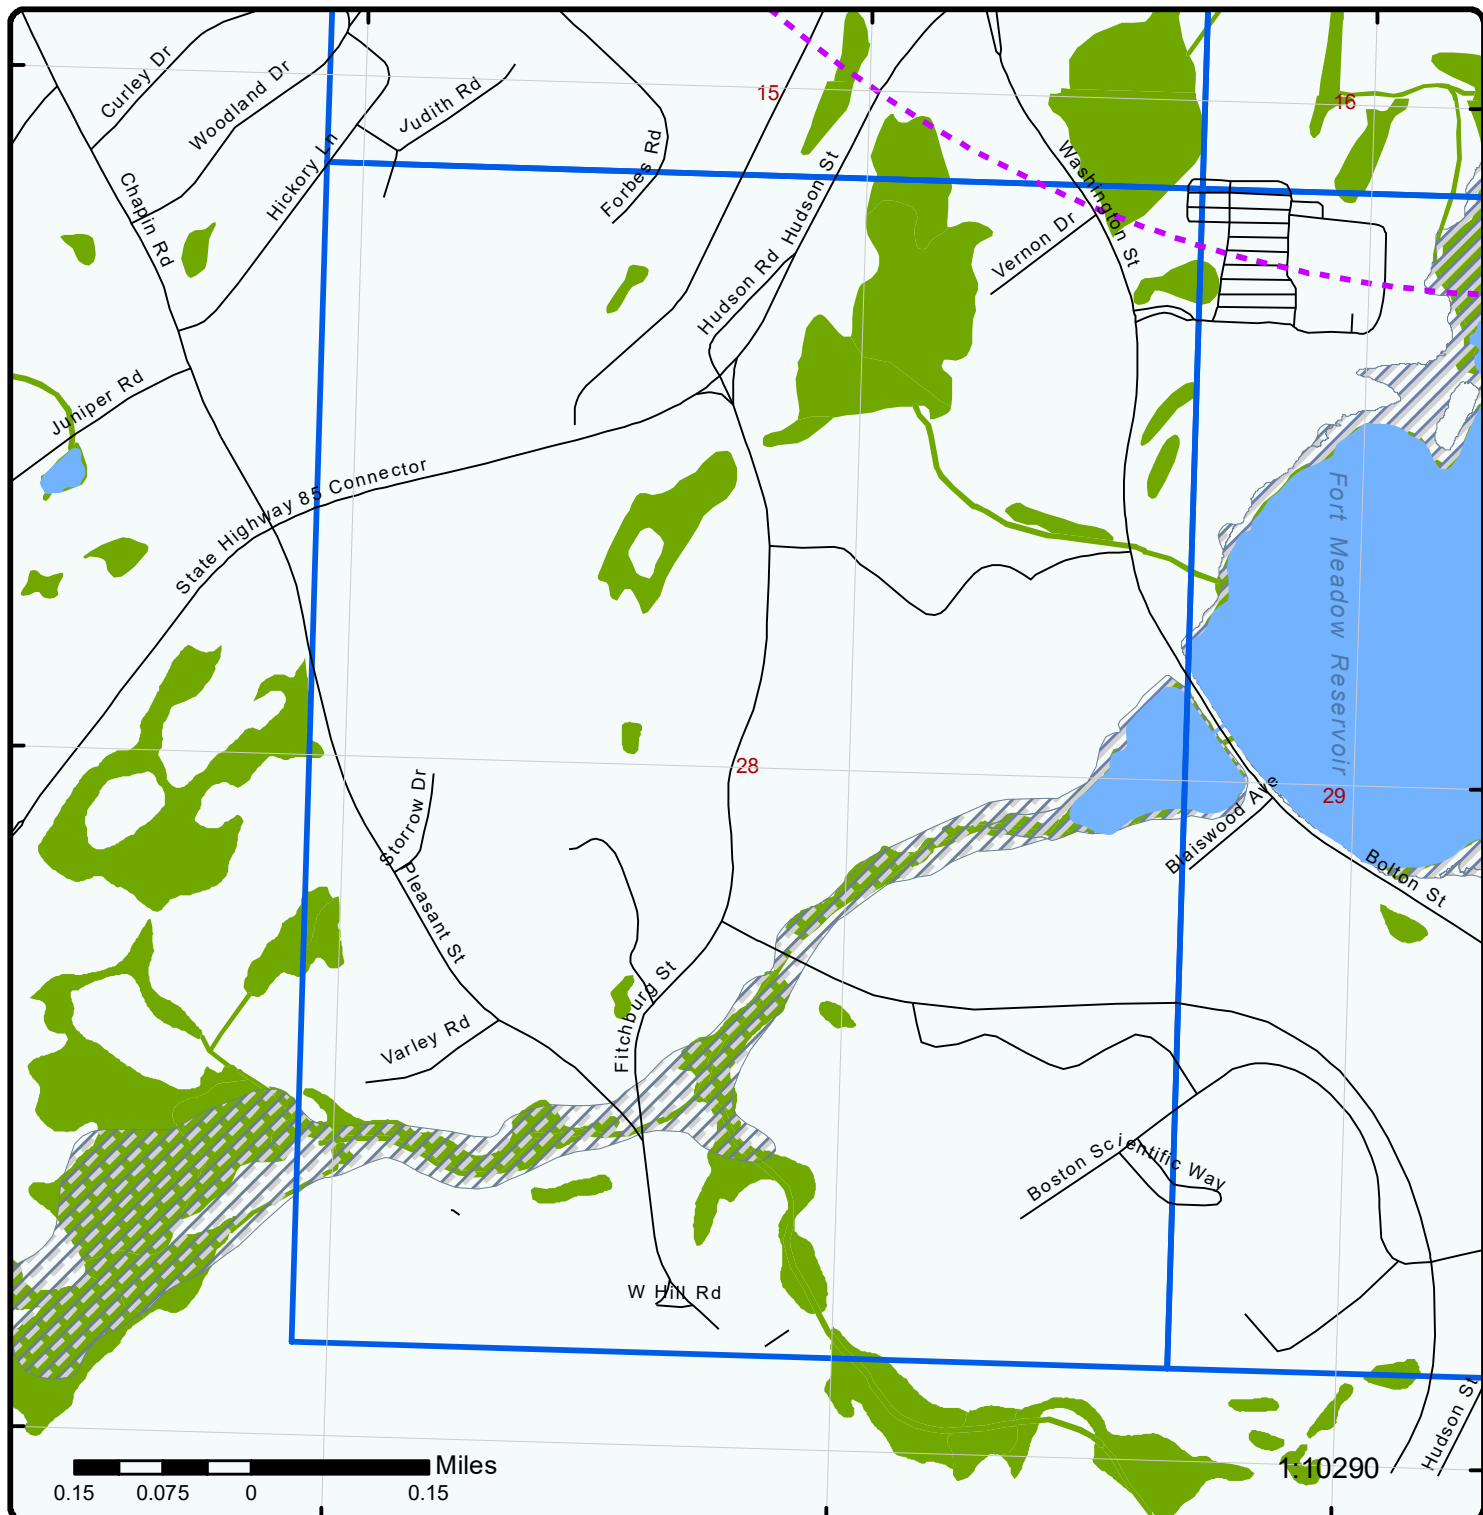 Curley Dr
Woodland Dr
Judith Rd
15
16
Hickory Ln
Forbes Rd
Washington St
Hudson St
Chapin Rd
Vernon Dr
Hudson Rd
Juniper Rd
State Highway 85 Connector
Fort Meadow Reservoir
28
29
Storrow Dr
Blaiswood Ave
Bolton St
Pleasant St
Fitchburg St
Varley Rd
Boston Scientific Way
W Hill Rd
Hudson St
Miles
1:10290
0.15 0.075 0 0.15